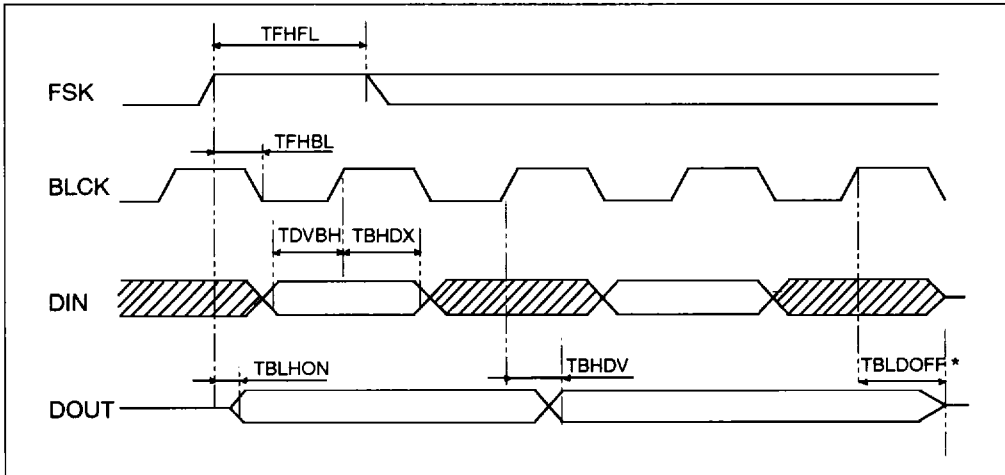 TFHFL
FSK
TFHBL
BLCK
TDVBH TBHDX
DIN
TBLHON TBHDV TBLDOFF *
DOUT